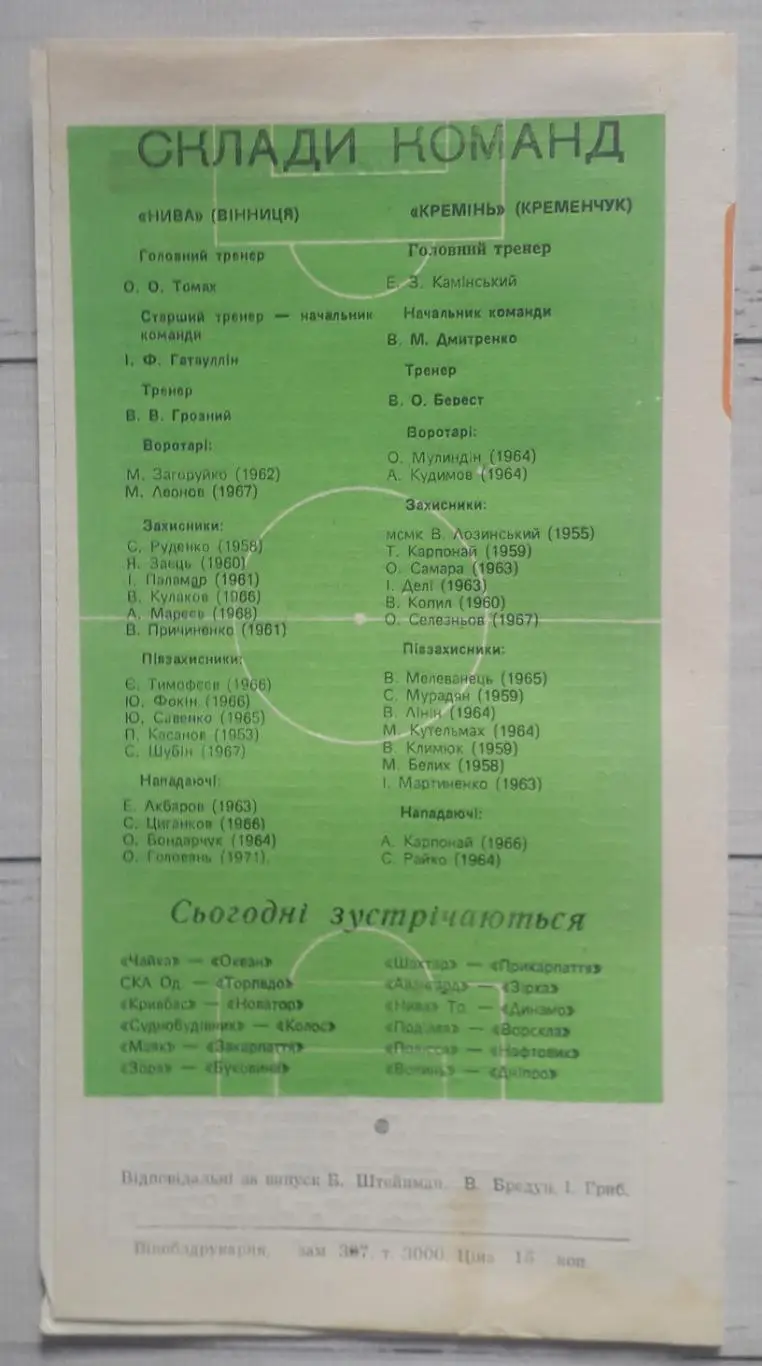 СКЛАДИ КОМАНД
«НИВА» (ВІННИЦЯ)
Головний тренер
О. О. Томах
Старший тренер — начальник
команди
І. Ф. Гатауллін
Тренер
В. В. Грозний
Воротарі:
М. Загоруйко (1962)
М. Леонов (1967)
Захисники:
С. Руденко (1958)
Я. Заєць (1960)
І. Паламар (1961)
В. Кулаков (1966)
А. Мареєв (1968)
В. Причиненко (1961)
Півзахисники:
Є. Тимофеєв (1966)
Ю. Фокін (1966)
Ю. Савенко (1965)
П. Касанов (1953)
С. Шубін (1967)
Нападаючі:
Е. Акбаров (1963)
С. Циганков (1966)
О. Бондарчук (1964)
О. Головань (1971).
«КРЕМІНЬ» (КРЕМЕНЧУК)
Головний тренер
Е. З. Камінський
Начальник команди
В. М. Дмитренко
Тренер
В. О. Берест
Воротарі:
О. Мулиндін (1964)
А. Кудимов (1964)
Захисники:
мсмк В. Лозинський (1955)
Т. Карпонай (1959)
О. Самара (1963)
І. Делі (1963)
В. Копил (1960)
О. Селезньов (1967)
Півзахисники:
В. Мелеванець (1965)
С. Мурадян (1959)
В. Лінін (1964)
М. Кутельмах (1964)
В. Климюк (1959)
М. Белих (1958)
І. Мартиненко (1963)
Нападаючі:
А. Карпонай (1966)
С. Райко (1964)
Сьогодні зустрічаються
«Чайка» — «Океан»
СКА Од. — «Торпедо»
«Кривбас» — «Новатор»
«Суднобудівник» — «Колос»
«Маяк» — «Закарпаття»
«Зоря» — «Буковина»
«Шахтар» — «Прикарпаття»
«Авангард» — «Зірка»
«Нива» То. — «Динамо»
«Поділля» — «Ворскла»
«Полісся» — «Нафтовик»
«Волинь» — «Дніпро»
Відповідальні за випуск Б. Штейнман, В. Бредун, І. Гриб.
Вінoблдрукарня, зам 387 т. 3000 Ціна 15 коп